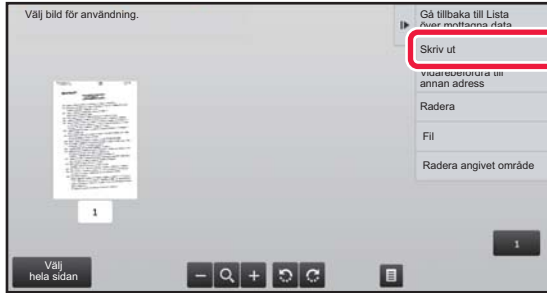 Välj bild för användning.
Gå tillbaka till Lista
över mottagna data
Skriv ut
Vidarebefordra till
annan adress
Radera
Fil
Radera angivet område
1
1
Välj
hela sidan